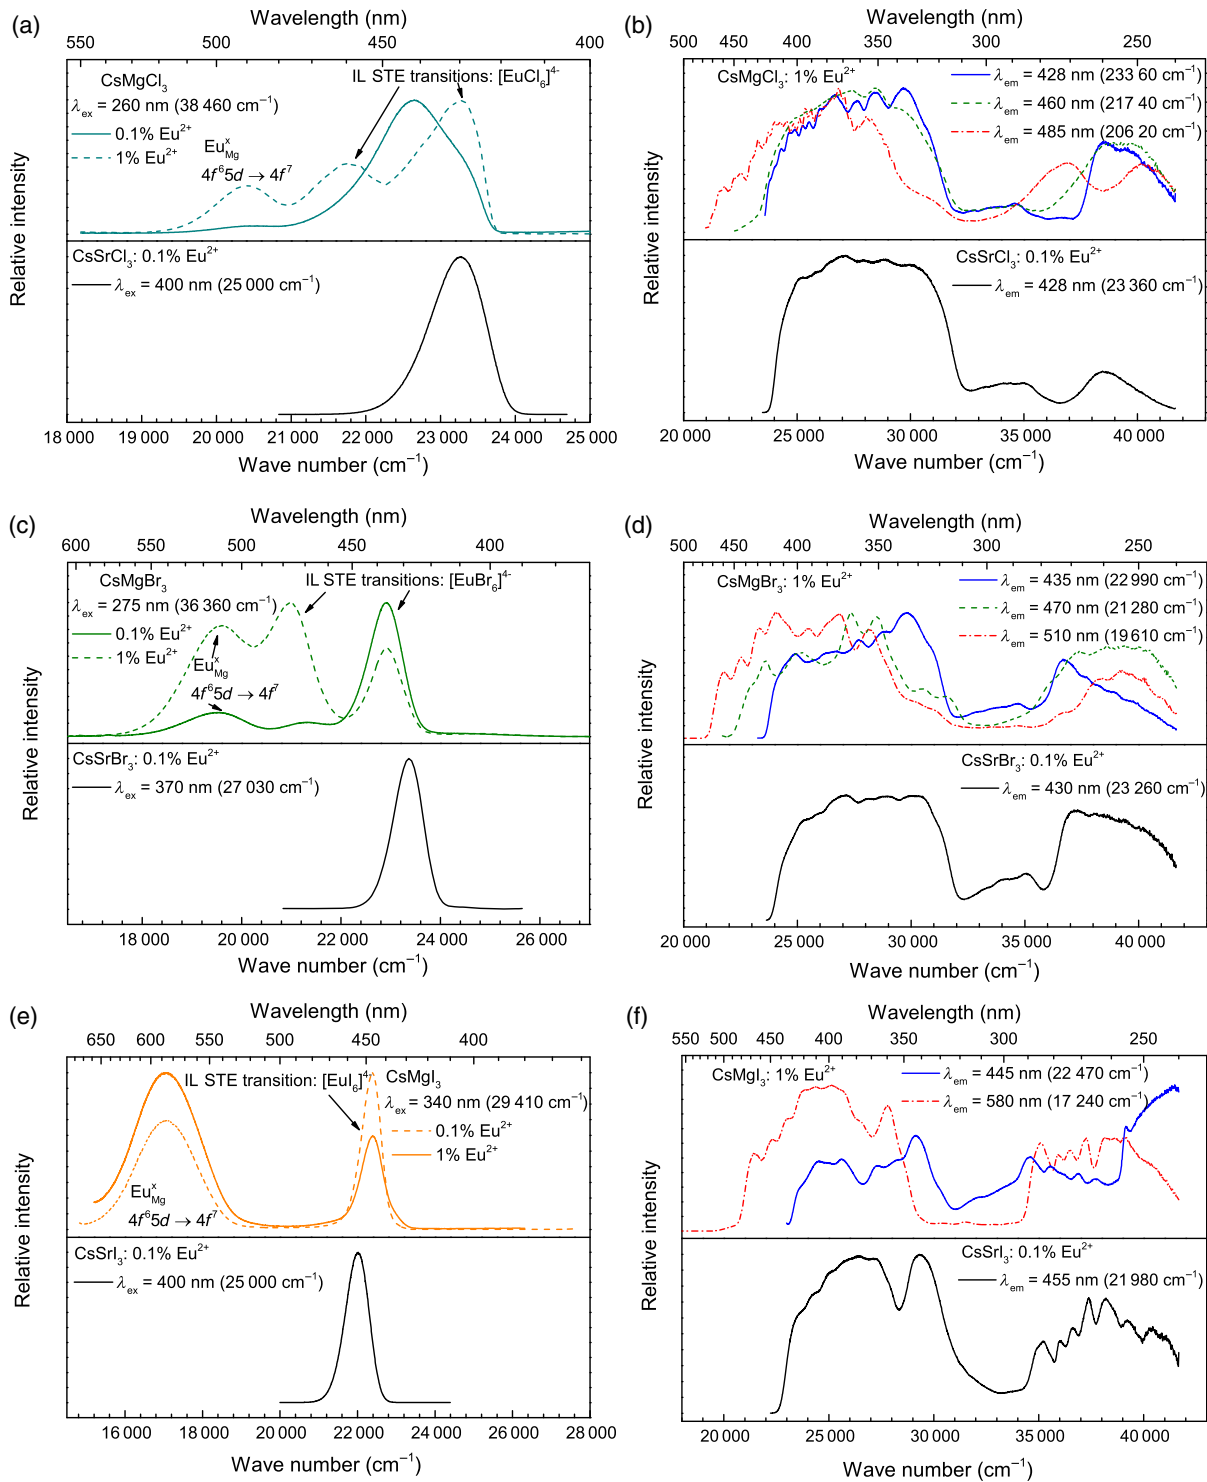 (a)
Wavelength (nm)
550 500 450 400
CsMgCl3
IL STE transitions: [EuCl6]4-
λex = 260 nm (38 460 cm−1)
0.1% Eu2+
1% Eu2+
EuxMg
4f65d → 4f7
CsSrCl3: 0.1% Eu2+
λex = 400 nm (25 000 cm−1)
Relative intensity
18 000 19 000 20 000 21 000 22 000 23 000 24 000 25 000
Wave number (cm−1)
(b)
Wavelength (nm)
500 450 400 350 300 250
CsMgCl3: 1% Eu2+
λem = 428 nm (233 60 cm−1)
λem = 460 nm (217 40 cm−1)
λem = 485 nm (206 20 cm−1)
CsSrCl3: 0.1% Eu2+
λem = 428 nm (23 360 cm−1)
Relative intensity
20 000 25 000 30 000 35 000 40 000
Wave number (cm−1)
(c)
Wavelength (nm)
600 550 500 450 400
CsMgBr3
IL STE transitions: [EuBr6]4-
λex = 275 nm (36 360 cm−1)
0.1% Eu2+
1% Eu2+
EuxMg
4f65d → 4f7
CsSrBr3: 0.1% Eu2+
λex = 370 nm (27 030 cm−1)
Relative intensity
18 000 20 000 22 000 24 000 26 000
Wave number (cm−1)
(d)
Wavelength (nm)
500 450 400 350 300 250
CsMgBr3: 1% Eu2+
λem = 435 nm (22 990 cm−1)
λem = 470 nm (21 280 cm−1)
λem = 510 nm (19 610 cm−1)
CsSrBr3: 0.1% Eu2+
λem = 430 nm (23 260 cm−1)
Relative intensity
20 000 25 000 30 000 35 000 40 000
Wave number (cm−1)
(e)
Wavelength (nm)
650 600 550 500 450 400
IL STE transition: [EuI6]4-
CsMgI3
λex = 340 nm (29 410 cm−1)
0.1% Eu2+
1% Eu2+
EuxMg
4f65d → 4f7
CsSrI3: 0.1% Eu2+
λex = 400 nm (25 000 cm−1)
Relative intensity
16 000 18 000 20 000 22 000 24 000 26 000 28 000
Wave number (cm−1)
(f)
Wavelength (nm)
550 500 450 400 350 300 250
CsMgI3: 1% Eu2+
λem = 445 nm (22 470 cm−1)
λem = 580 nm (17 240 cm−1)
CsSrI3: 0.1% Eu2+
λem = 455 nm (21 980 cm−1)
Relative intensity
20 000 25 000 30 000 35 000 40 000
Wave number (cm−1)